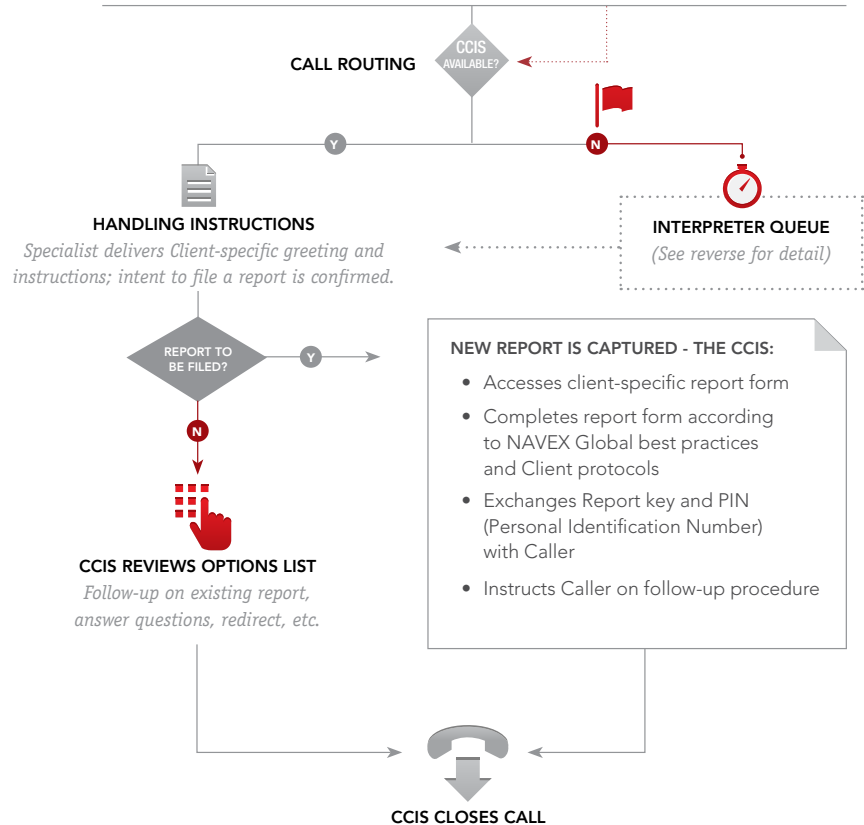 CALL ROUTING
CCIS
AVAILABLE?
Y
N
HANDLING INSTRUCTIONS
Specialist delivers Client-specific greeting and
instructions; intent to file a report is confirmed.
INTERPRETER QUEUE
(See reverse for detail)
REPORT TO
BE FILED?
Y
N
NEW REPORT IS CAPTURED - THE CCIS:
• Accesses client-specific report form
• Completes report form according
to NAVEX Global best practices
and Client protocols
• Exchanges Report key and PIN
(Personal Identification Number)
with Caller
• Instructs Caller on follow-up procedure
CCIS REVIEWS OPTIONS LIST
Follow-up on existing report,
answer questions, redirect, etc.
CCIS CLOSES CALL